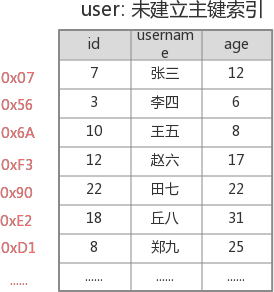 user: 未建立主键索引
id username age
0x07 7 张三 12
0x56 3 李四 6
0x6A 10 王五 8
0xF3 12 赵六 17
0x90 22 田七 22
0xE2 18 丘八 31
0xD1 8 郑九 25
...... ...... ...... ......